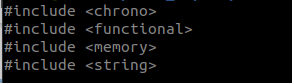 #include <chrono>
#include <functional>
#include <memory>
#include <string>